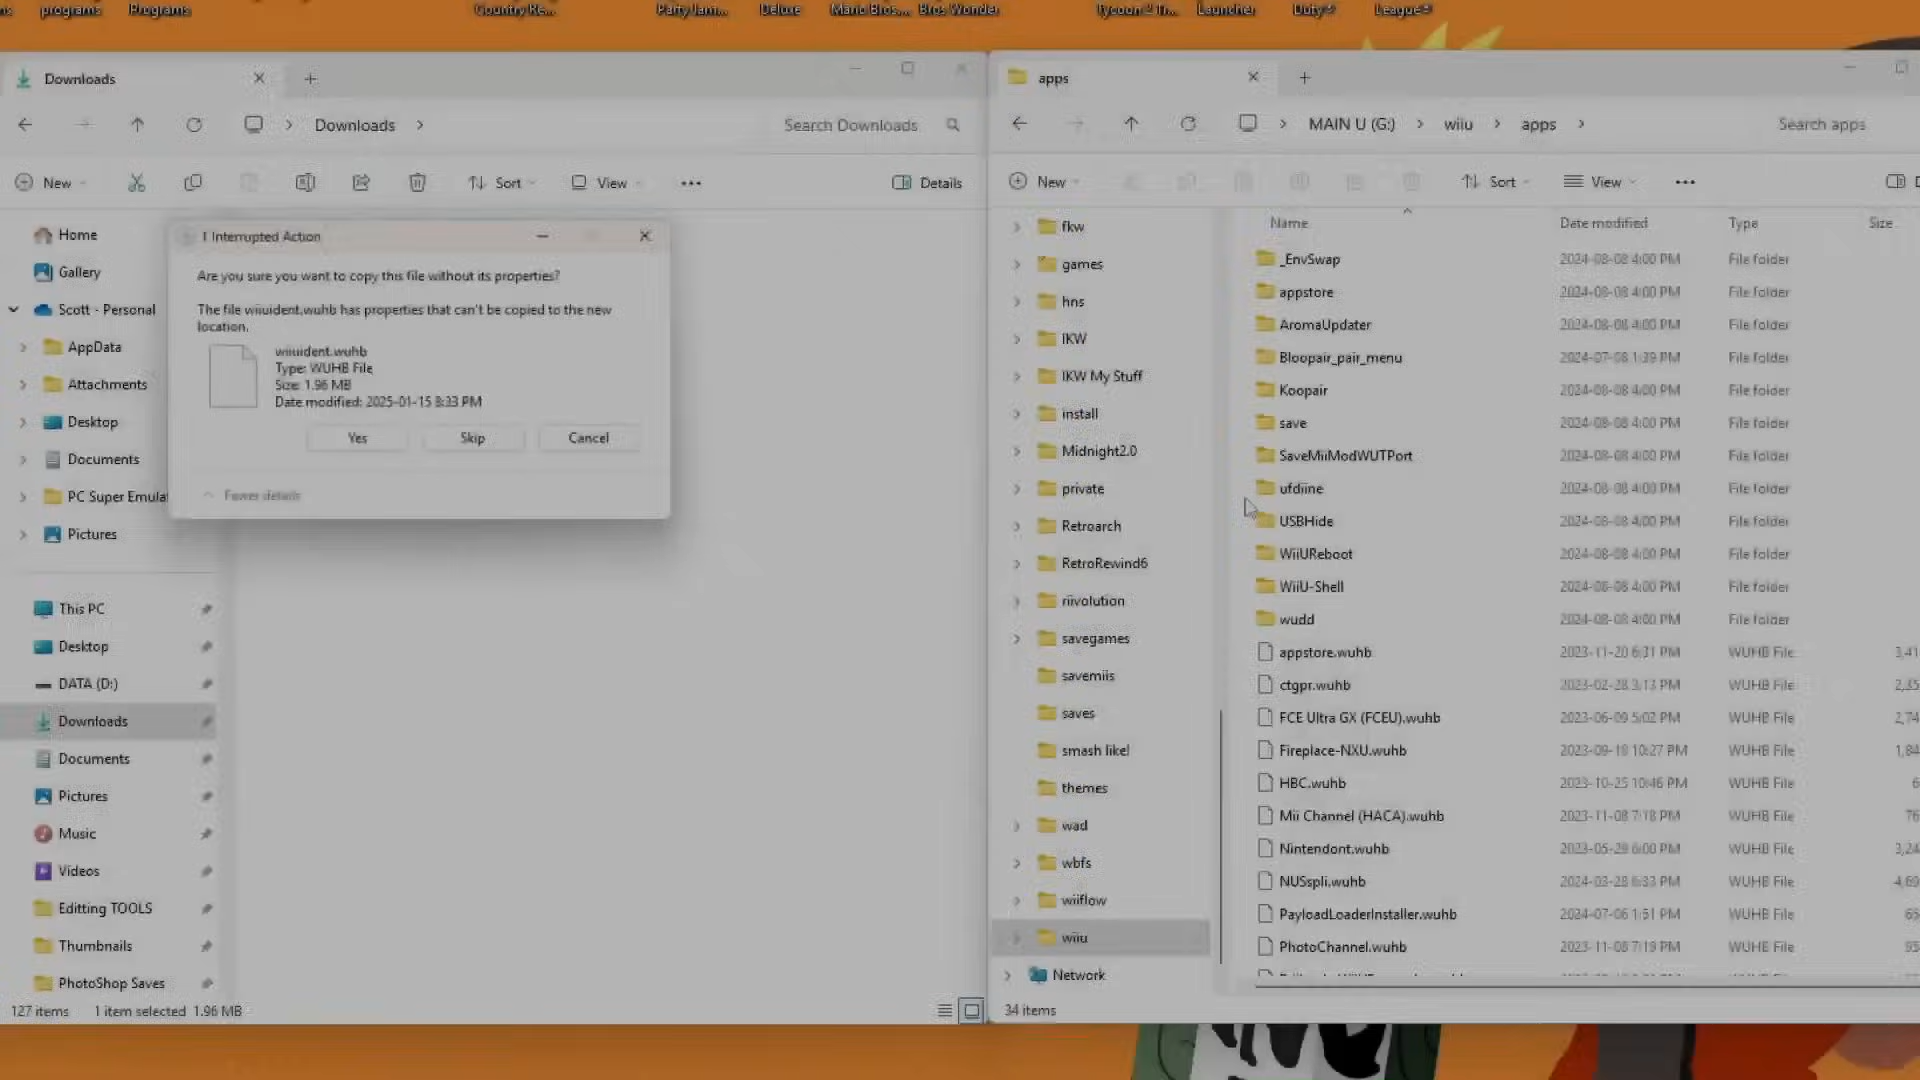 programs
Programs
Country Re...
Party Jam...
Deluxe
Mario Bros....
Bros Wonder
Tycoon 2 Tr...
Launcher
Duty®
League®
Downloads
Downloads
Search Downloads
New
Sort
View
Details
Home
Gallery
Scott - Personal
AppData
Attachments
Desktop
Documents
PC Super Emulat
Pictures
This PC
Desktop
DATA (D:)
Downloads
Documents
Pictures
Music
Videos
Editting TOOLS
Thumbnails
PhotoShop Saves
127 items 1 item selected 1.96 MB
1 Interrupted Action
Are you sure you want to copy this file without its properties?
The file wiiuident.wuhb has properties that can't be copied to the new
location.
wiiuident.wuhb
Type: WUHB File
Size: 1.96 MB
Date modified: 2025-01-15 8:33 PM
Yes Skip Cancel
Fewer details
apps
MAIN U (G:) wiiu apps
Search apps
New
Sort
View
fkw
games
hns
IKW
IKW My Stuff
install
Midnight2.0
private
Retroarch
RetroRewind6
riivolution
savegames
savemiis
saves
smash like!
themes
wad
wbfs
wiiflow
wiiu
Network
Name Date modified Type Size
_EnvSwap 2024-08-08 4:00 PM File folder
appstore 2024-08-08 4:00 PM File folder
AromaUpdater 2024-08-08 4:00 PM File folder
Bloopair_pair_menu 2024-07-08 1:39 PM File folder
Koopair 2024-08-08 4:00 PM File folder
save 2024-08-08 4:00 PM File folder
SaveMiiModWUTPort 2024-08-08 4:00 PM File folder
ufdiine 2024-08-08 4:00 PM File folder
USBHide 2024-08-08 4:00 PM File folder
WiiUReboot 2024-08-08 4:00 PM File folder
WiiU-Shell 2024-08-08 4:00 PM File folder
wudd 2024-08-08 4:00 PM File folder
appstore.wuhb 2023-11-20 6:31 PM WUHB File 3,41
ctgpr.wuhb 2023-02-28 3:13 PM WUHB File 2,35
FCE Ultra GX (FCEU).wuhb 2023-06-09 5:02 PM WUHB File 2,74
Fireplace-NXU.wuhb 2023-09-19 10:27 PM WUHB File 1,84
HBC.wuhb 2023-10-25 10:46 PM WUHB File 6
Mii Channel (HACA).wuhb 2023-11-08 7:18 PM WUHB File 76
Nintendont.wuhb 2023-05-29 6:00 PM WUHB File 3,24
NUSspli.wuhb 2024-03-28 6:33 PM WUHB File 4,69
PayloadLoaderInstaller.wuhb 2024-07-06 1:51 PM WUHB File 65
PhotoChannel.wuhb 2023-11-08 7:19 PM WUHB File 95
34 items